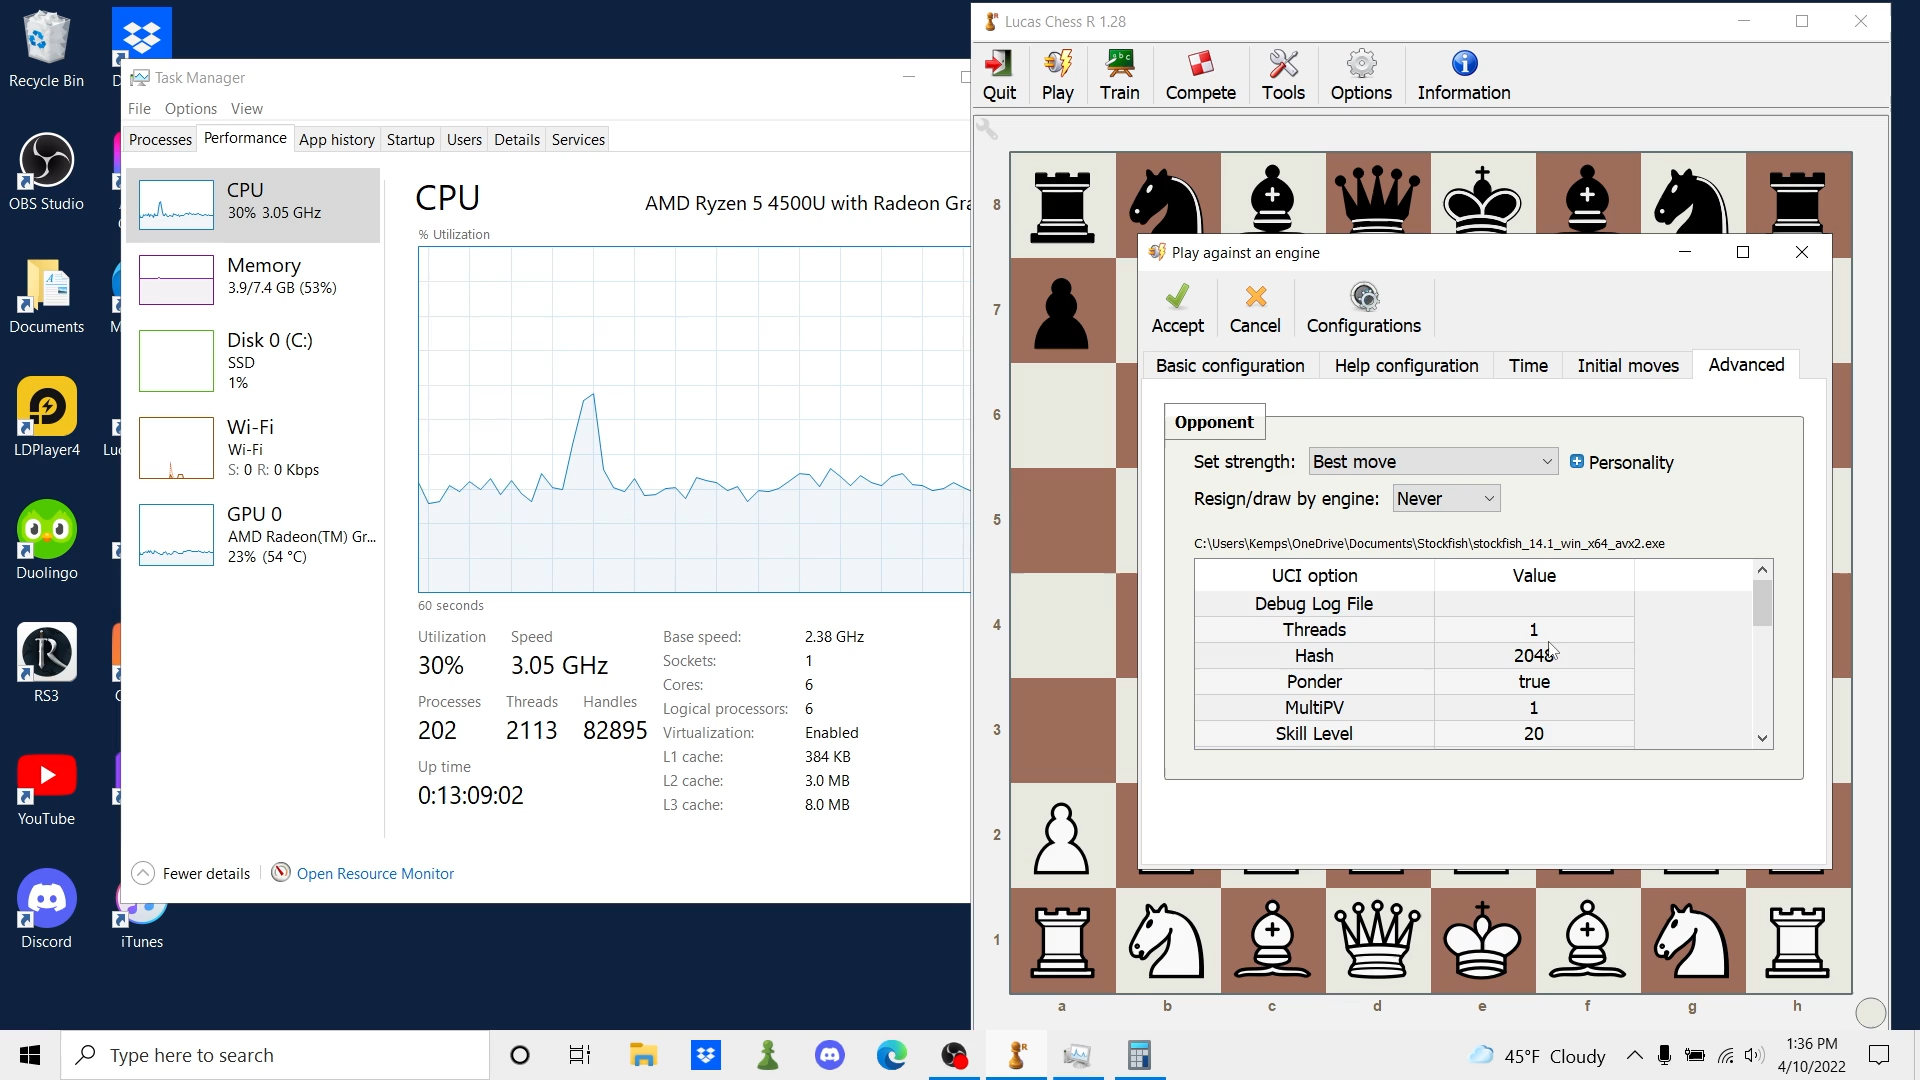 Recycle Bin
OBS Studio
Documents
LDPlayer4
Duolingo
RS3
YouTube
Discord
iTunes
Task Manager
File Options View
Processes Performance App history Startup Users Details Services
CPU
30% 3.05 GHz
Memory
3.9/7.4 GB (53%)
Disk 0 (C:)
SSD
1%
Wi-Fi
Wi-Fi
S: 0 R: 0 Kbps
GPU 0
AMD Radeon(TM) Gr...
23% (54 °C)
CPU
AMD Ryzen 5 4500U with Radeon Gra
% Utilization
60 seconds
Utilization Speed
30% 3.05 GHz
Processes Threads Handles
202 2113 82895
Up time
0:13:09:02
Base speed: 2.38 GHz
Sockets: 1
Cores: 6
Logical processors: 6
Virtualization: Enabled
L1 cache: 384 KB
L2 cache: 3.0 MB
L3 cache: 8.0 MB
Fewer details
Open Resource Monitor
Lucas Chess R 1.28
Quit Play Train Compete Tools Options Information
8
7
6
5
4
3
2
1
a b c d e f g h
Play against an engine
Accept Cancel Configurations
Basic configuration Help configuration Time Initial moves Advanced
Opponent
Set strength: Best move Personality
Resign/draw by engine: Never
C:\Users\Kemps\OneDrive\Documents\Stockfish\stockfish_14.1_win_x64_avx2.exe
UCI option Value
Debug Log File
Threads 1
Hash 2048
Ponder true
MultiPV 1
Skill Level 20
Type here to search
45°F Cloudy
1:36 PM
4/10/2022